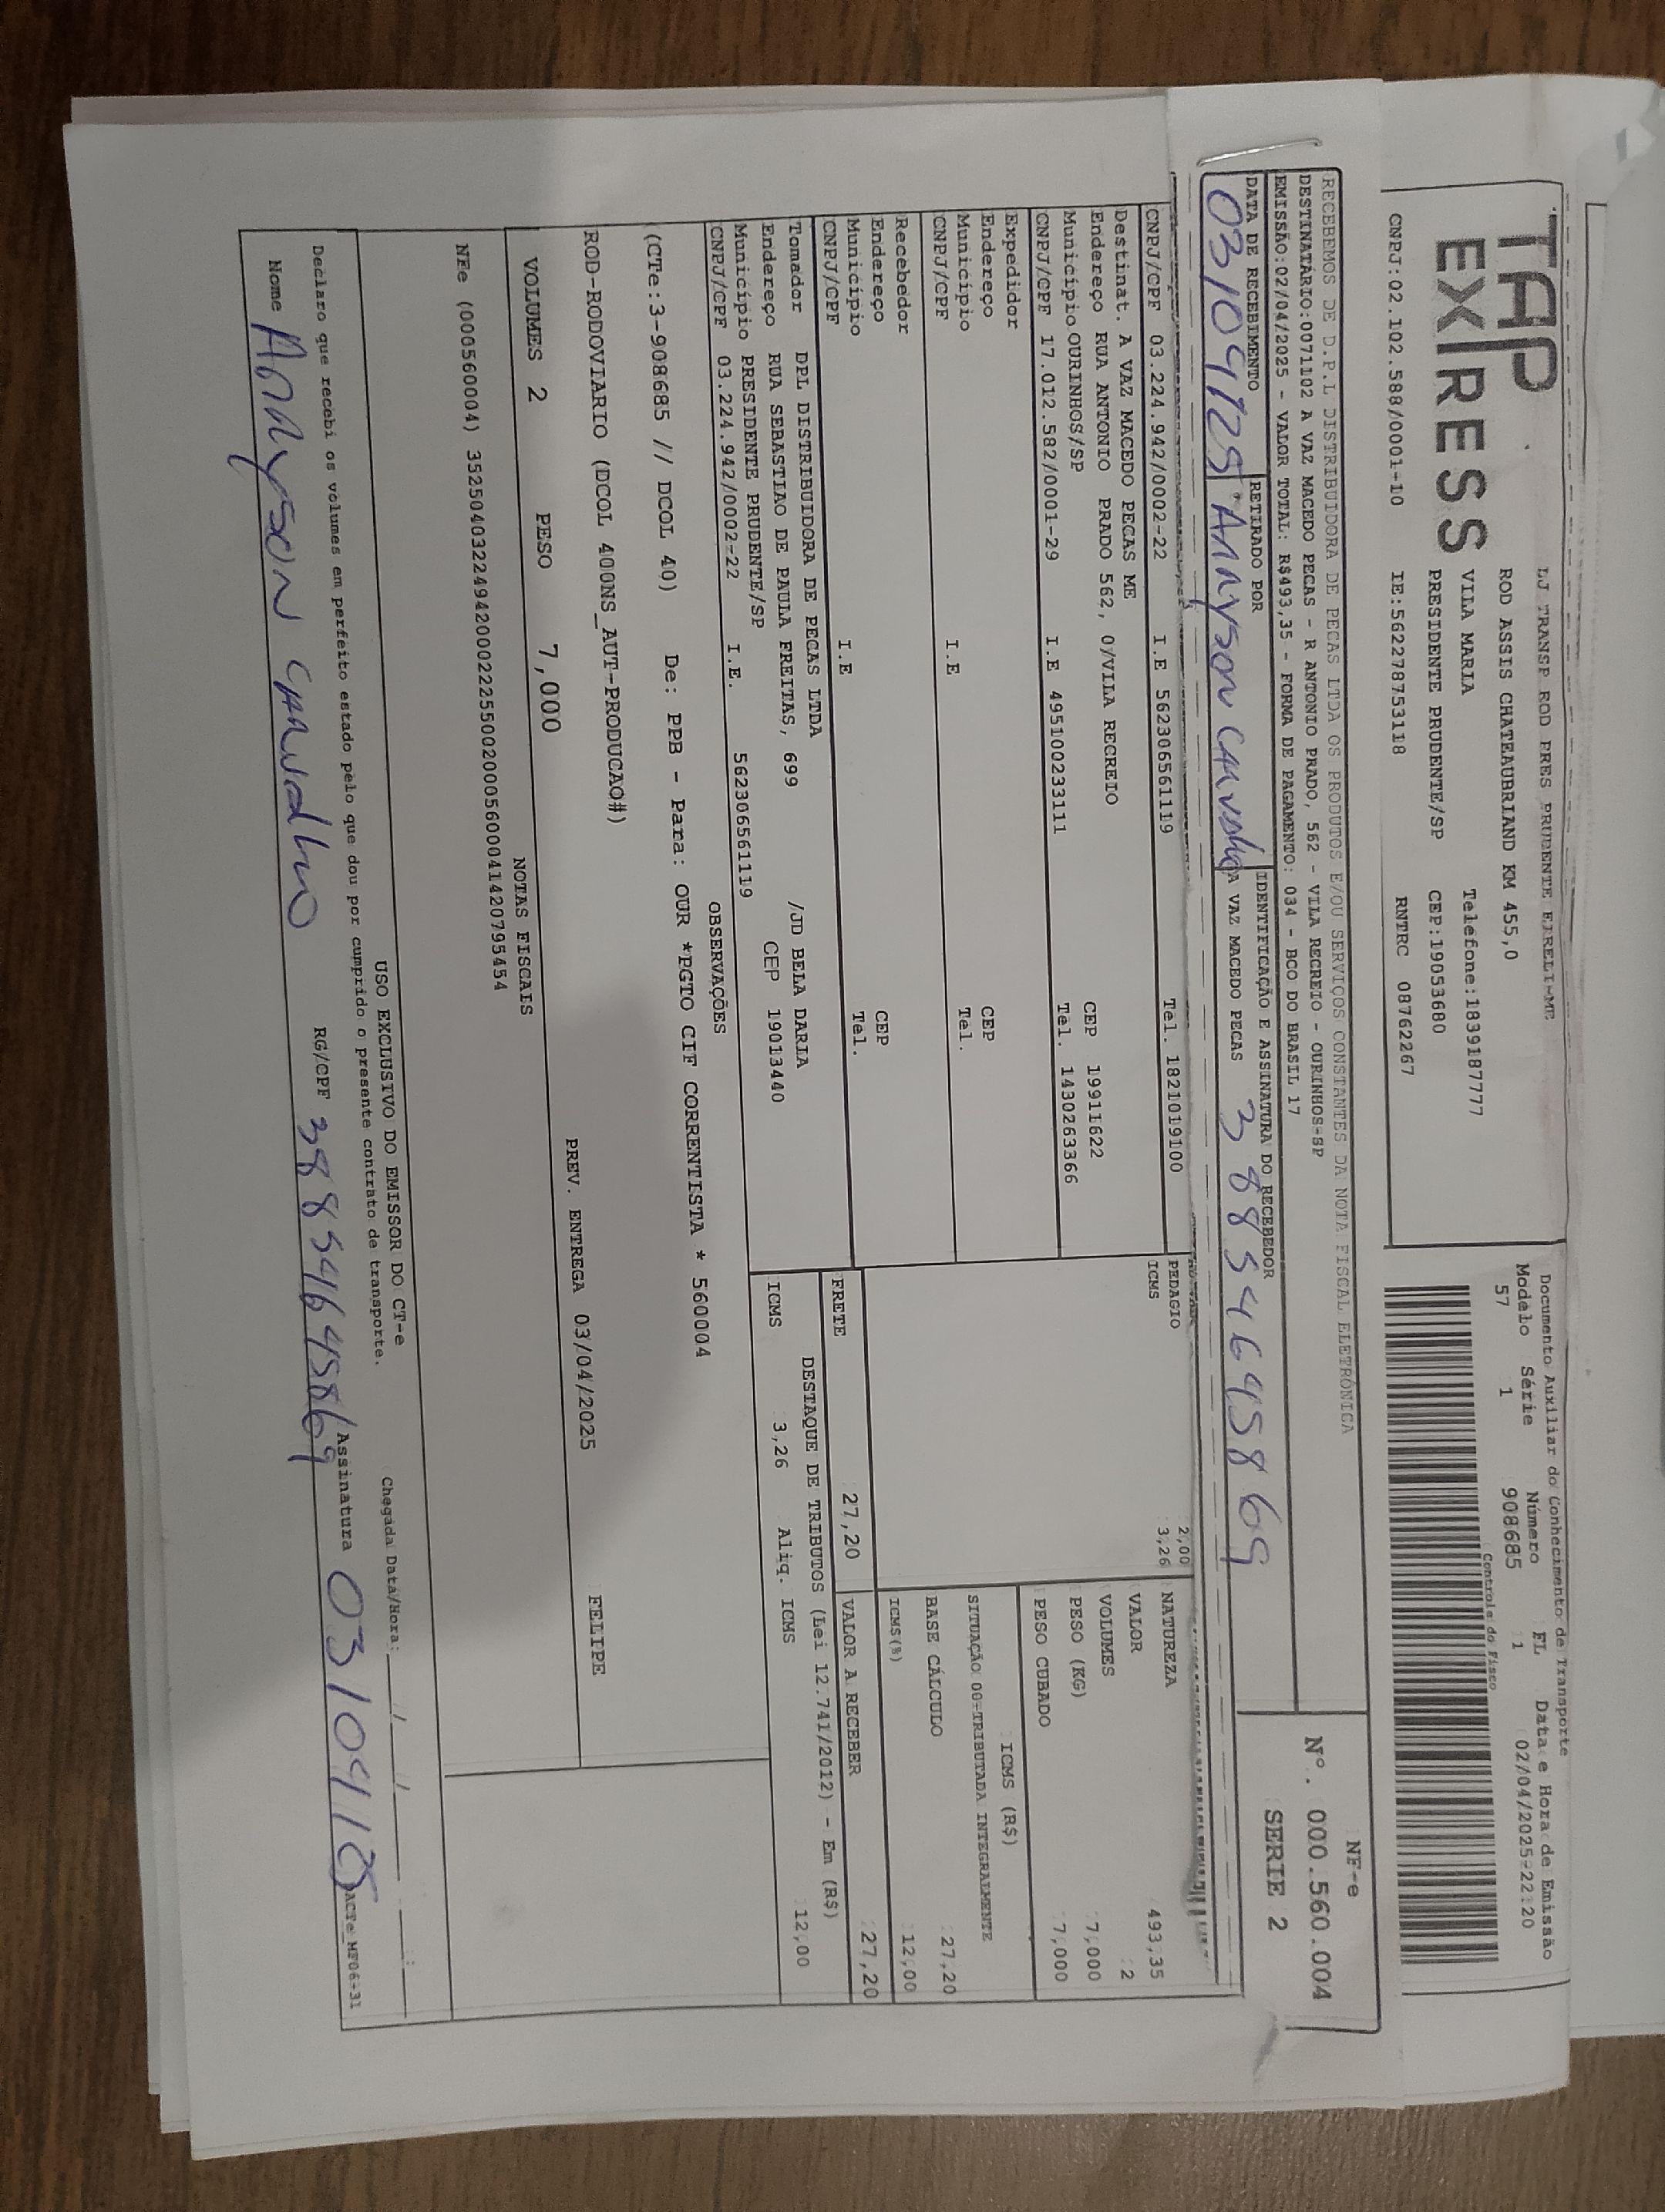 TAP EXPRESS
LJ TRANSP ROD PRES PRUDENTE EIRELI-ME
ROD ASSIS CHATEAUBRIAND KM 455,0
VILA MARIA Telefone:1839187777
PRESIDENTE PRUDENTE/SP CEP:19053680
CNPJ:02.102.588/0001-10 IE:562278753118 RNTRC 08762267
Documento Auxiliar do Conhecimento de Transporte
Modelo Série Número FL Data e Hora de Emissão
57 1 908685 1 02/04/2025-22:20
Controle do Fisco
RECEBEMOS DE D.P.L DISTRIBUIDORA DE PECAS LTDA OS PRODUTOS E/OU SERVIÇOS CONSTANTES DA NOTA FISCAL ELETRÔNICA
DESTINATÁRIO:0071102 A VAZ MACEDO PECAS - R ANTONIO PRADO, 562 - VILA RECREIO - OURINHOS-SP
EMISSÃO:02/04/2025 - VALOR TOTAL: R$493,35 - FORMA DE PAGAMENTO: 034 - BCO DO BRASIL 17
NF-e
Nº. 000.560.004
SERIE 2
DATA DE RECEBIMENTO RETIRADO POR IDENTIFICAÇÃO E ASSINATURA DO RECEBEDOR
03/04/25 A VAZ MACEDO PECAS 38854645869
CNPJ/CPF 03.224.942/0002-22 I.E 562306561119 Tel. 1821019100
Destinat. A VAZ MACEDO PECAS ME
Endereço RUA ANTONIO PRADO 562, 0/VILA RECREIO CEP 19911622
Município OURINHOS/SP Tel. 1430263366
CNPJ/CPF 17.012.582/0001-29 I.E 495100233111
Expedidor
Endereço CEP
Município Tel.
CNPJ/CPF I.E
Recebedor
Endereço CEP
Município Tel.
CNPJ/CPF I.E
PEDAGIO 2,00
ICMS 3,26
NATUREZA
VALOR 493,35
VOLUMES 2
PESO (KG) 7,000
PESO CUBADO 7,000
ICMS (R$)
SITUAÇÃO 00-TRIBUTADA INTEGRALMENTE
BASE CÁLCULO 27,20
ICMS(%) 12,00
FRETE 27,20 VALOR A RECEBER 27,20
Tomador DPL DISTRIBUIDORA DE PECAS LTDA
Endereço RUA SEBASTIAO DE PAULA FREITAS, 699 /JD BELA DARIA
Município PRESIDENTE PRUDENTE/SP CEP 19013440
CNPJ/CPF 03.224.942/0002-22 I.E. 562306561119
DESTAQUE DE TRIBUTOS (Lei 12.741/2012) - Em (R$)
ICMS 3,26 Aliq. ICMS 12,00
OBSERVAÇÕES
(CTe:3-908685 // DCOL 40) De: PPB - Para: OUR *PGTO CIF CORRENTISTA * 560004
ROD-RODOVIARIO (DCOL 400NS_AUT-PRODUCAO#)
PREV. ENTREGA 03/04/2025 FELIPE
VOLUMES 2 PESO 7,000
NOTAS FISCAIS
NFe (000560004) 35250403224942000222550020005600041420795454
USO EXCLUSIVO DO EMISSOR DO CT-e
Chegada Data/Hora: / / :
Declaro que recebi os volumes em perfeito estado pelo que dou por cumprido o presente contrato de transporte.
Nome RG/CPF 38854645869 Assinatura 03/04/25
DACTe MF06-31